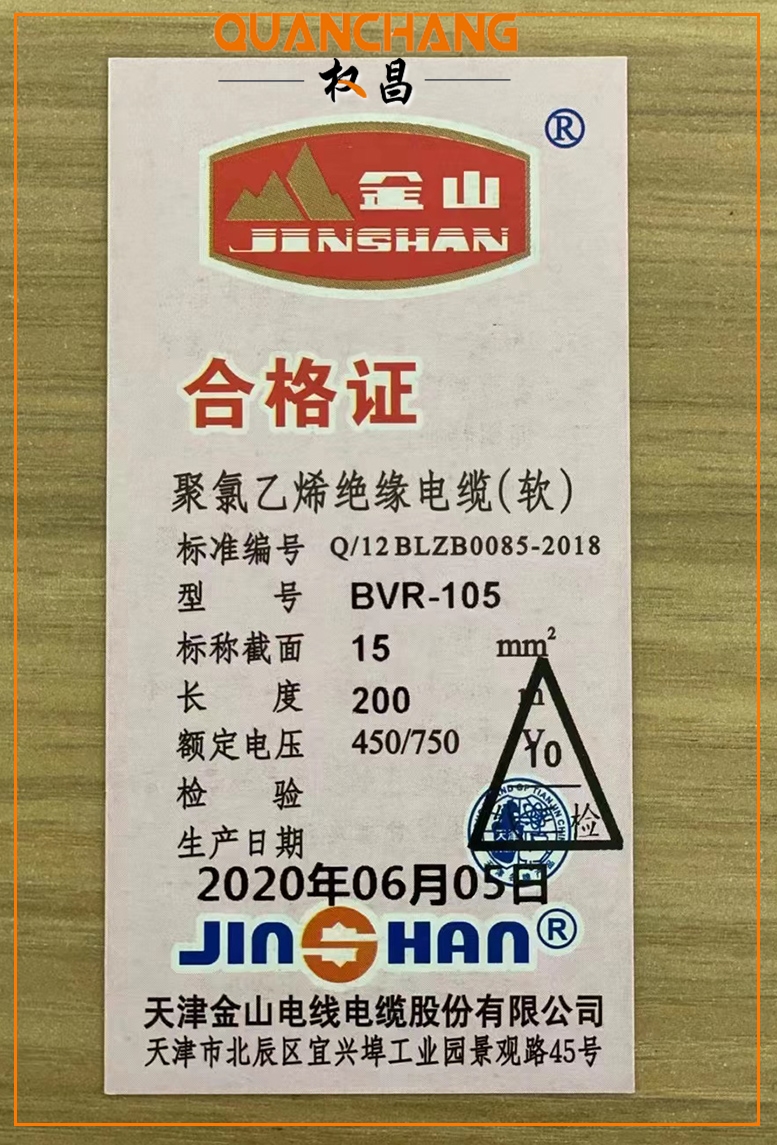 QUANCHANG
权昌
®
金山
JINSHAN
合格证
聚氯乙烯绝缘电缆(软)
标准编号 Q/12BLZB0085-2018
型号 BVR-105
标称截面 15 mm²
长度 200 m
额定电压 450/750 V
Y0
检验
检
生产日期
2020年06月05日
JINSHAN®
天津金山电线电缆股份有限公司
天津市北辰区宜兴埠工业园景观路45号